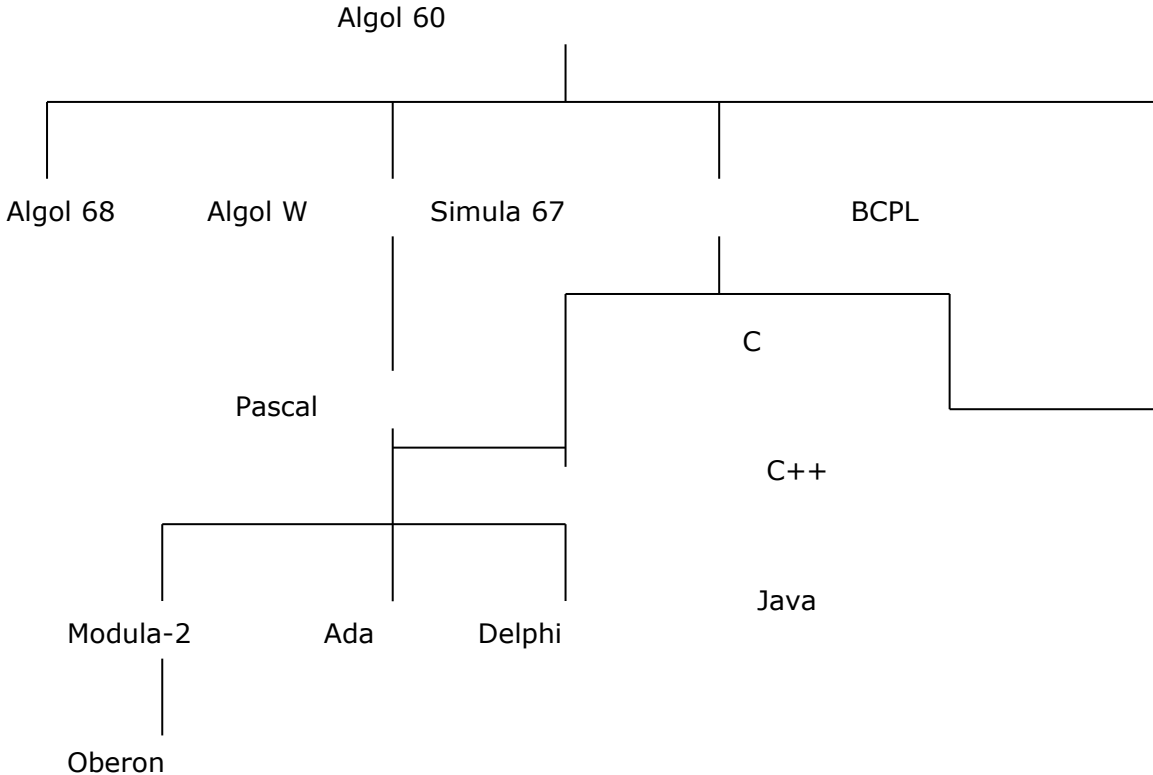 Algol 60
Algol 68 Algol W Simula 67 BCPL
C
Pascal
C++
Java
Modula-2 Ada Delphi
Oberon